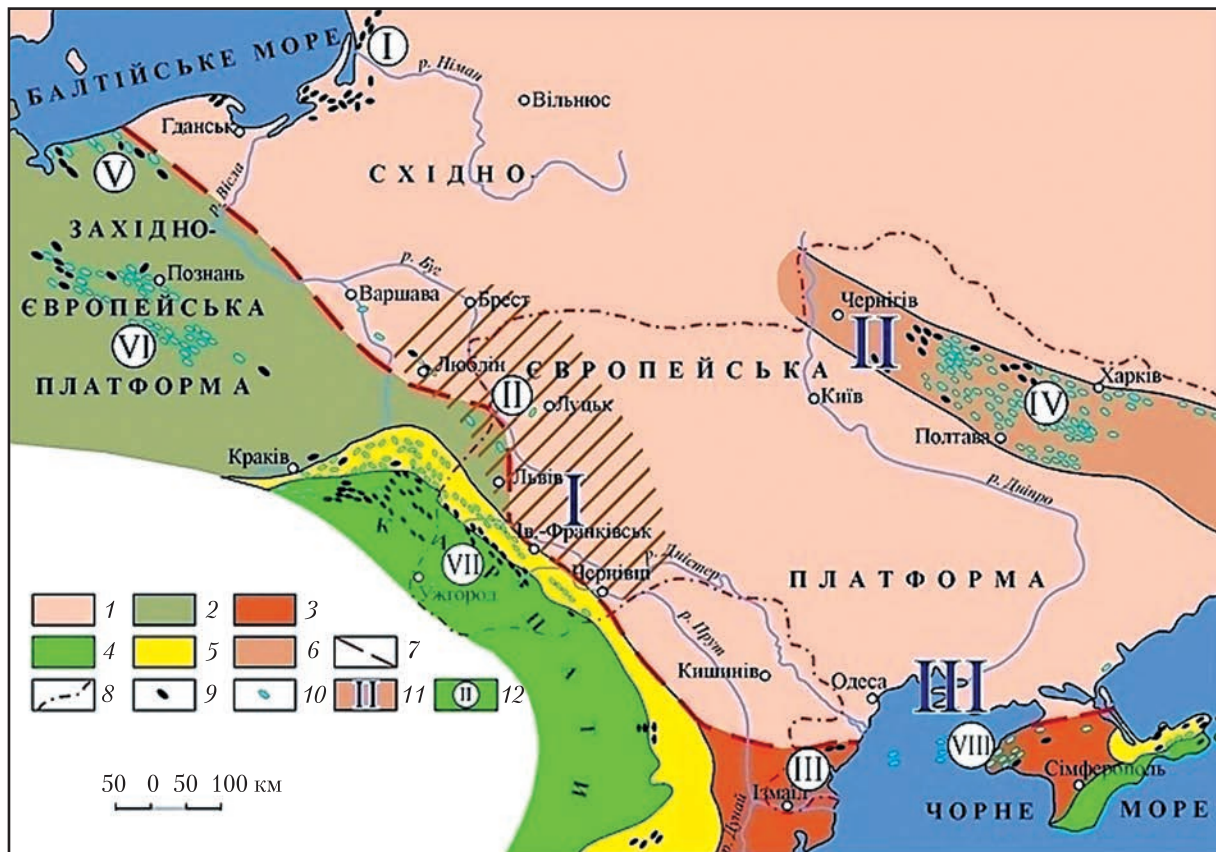 БАЛТІЙСЬКЕ МОРЕ
I
р. Німан
Вільнюс
Гданськ
V
р. Вісла
СХІДНО-
ЗАХІДНО-
Познань
ЄВРОПЕЙСЬКА
VI
ПЛАТФОРМА
р. Буг
Варшава
Брест
Чернігів
II
Люблін
ЄВРОПЕЙСЬКА
II
Луцьк
Київ
Харків
IV
Полтава
Краків
Львів
I
р. Дніпро
Ів.-Франківськ
К А Р П А Т И
VII
Ужгород
Чернівці
р. Дністер
ПЛАТФОРМА
р. Прут
Кишинів
Одеса
III
VIII
III
Ізмаїл
р. Дунай
Сімферополь
ЧОРНЕ МОРЕ
1 2 3
4 5 6 7
8 9 10 II 11 II 12
50 0 50 100 км